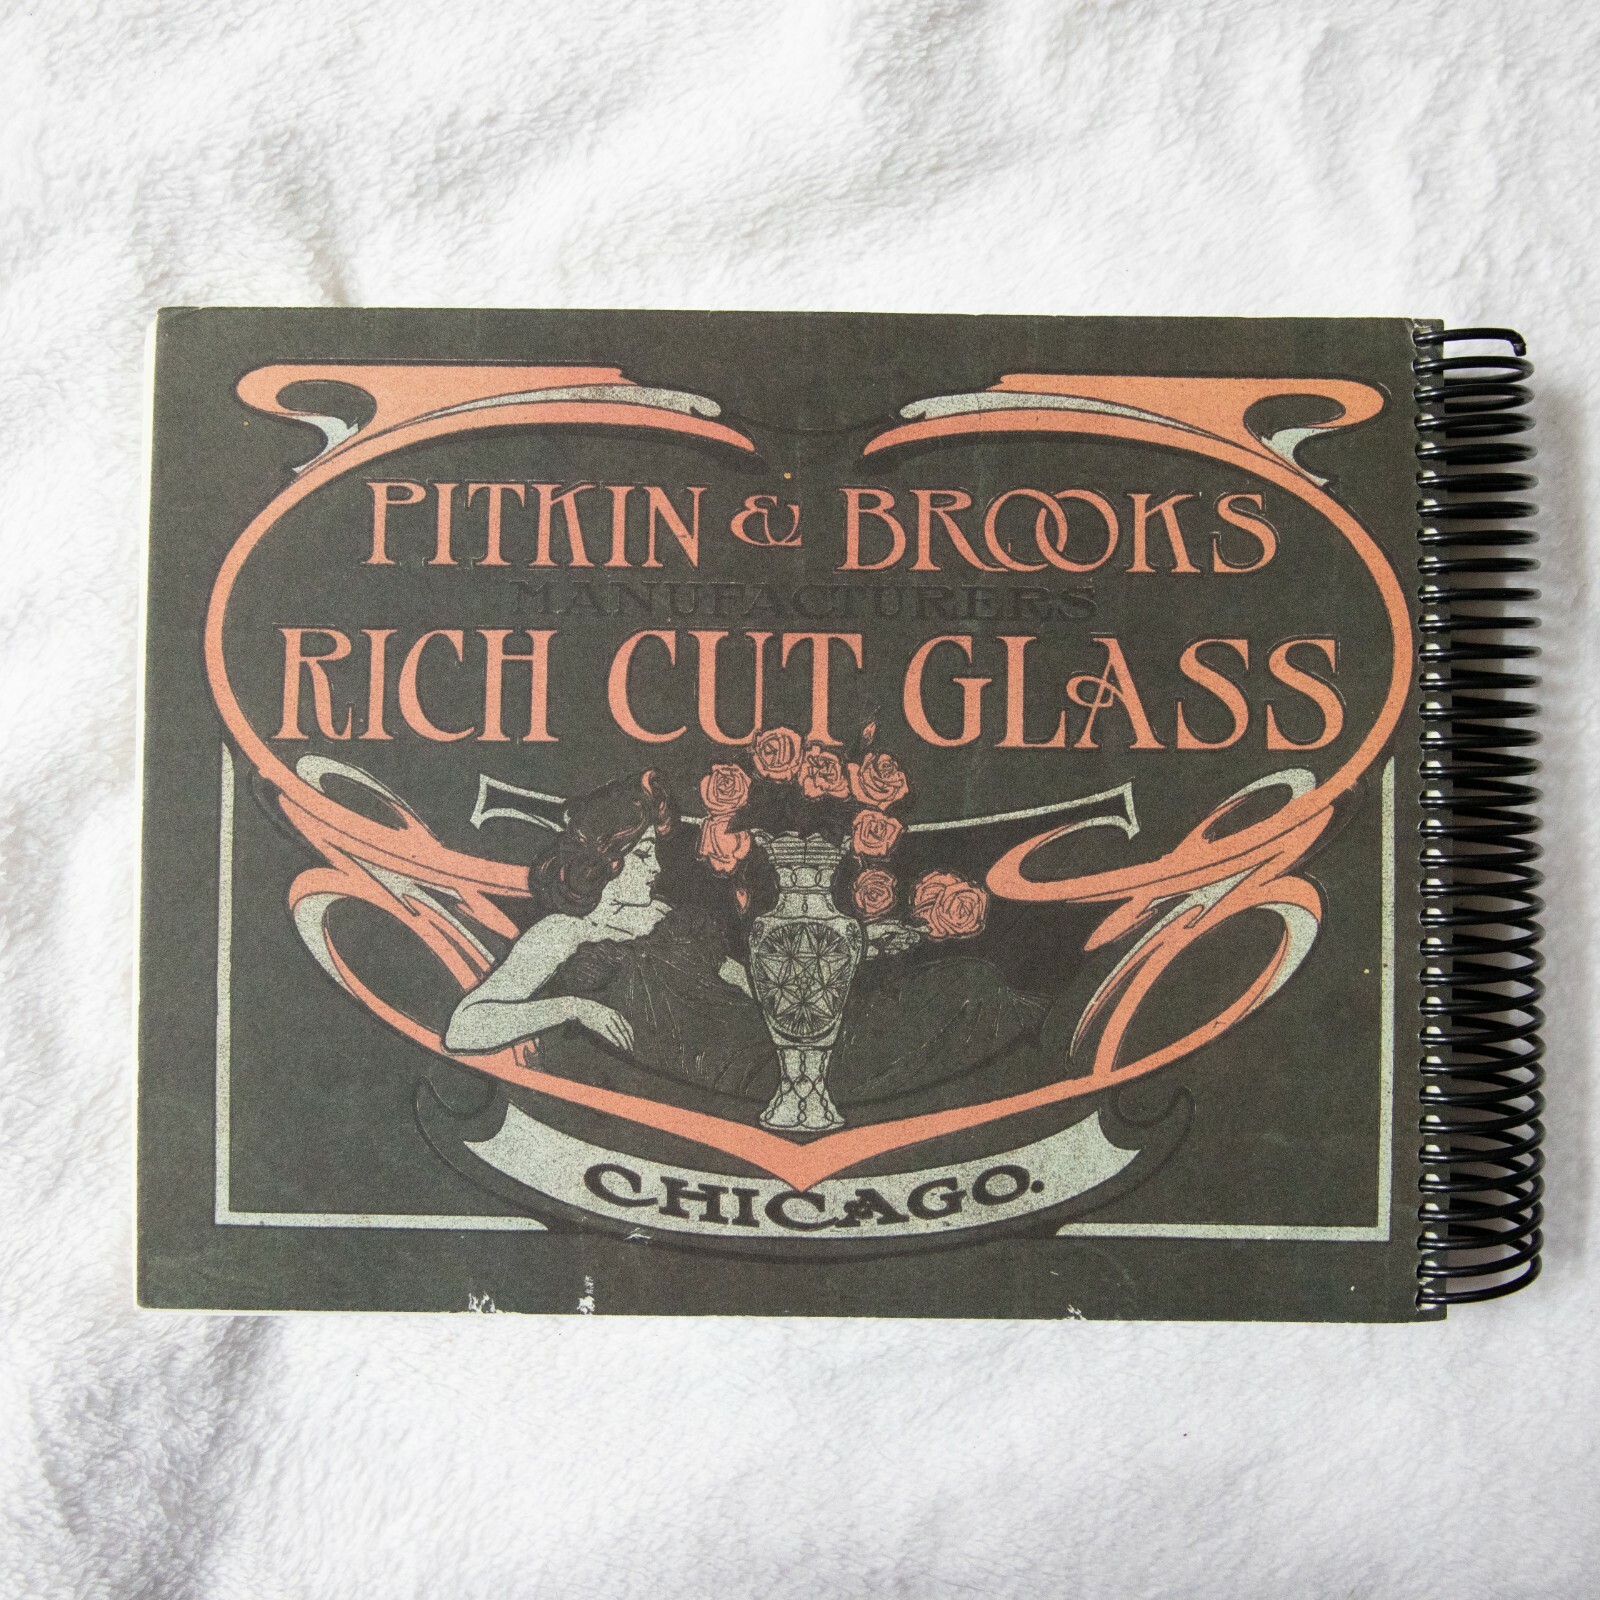 PITKIN & BROOKS
MANUFACTURERS
RICH CUT GLASS
CHICAGO.